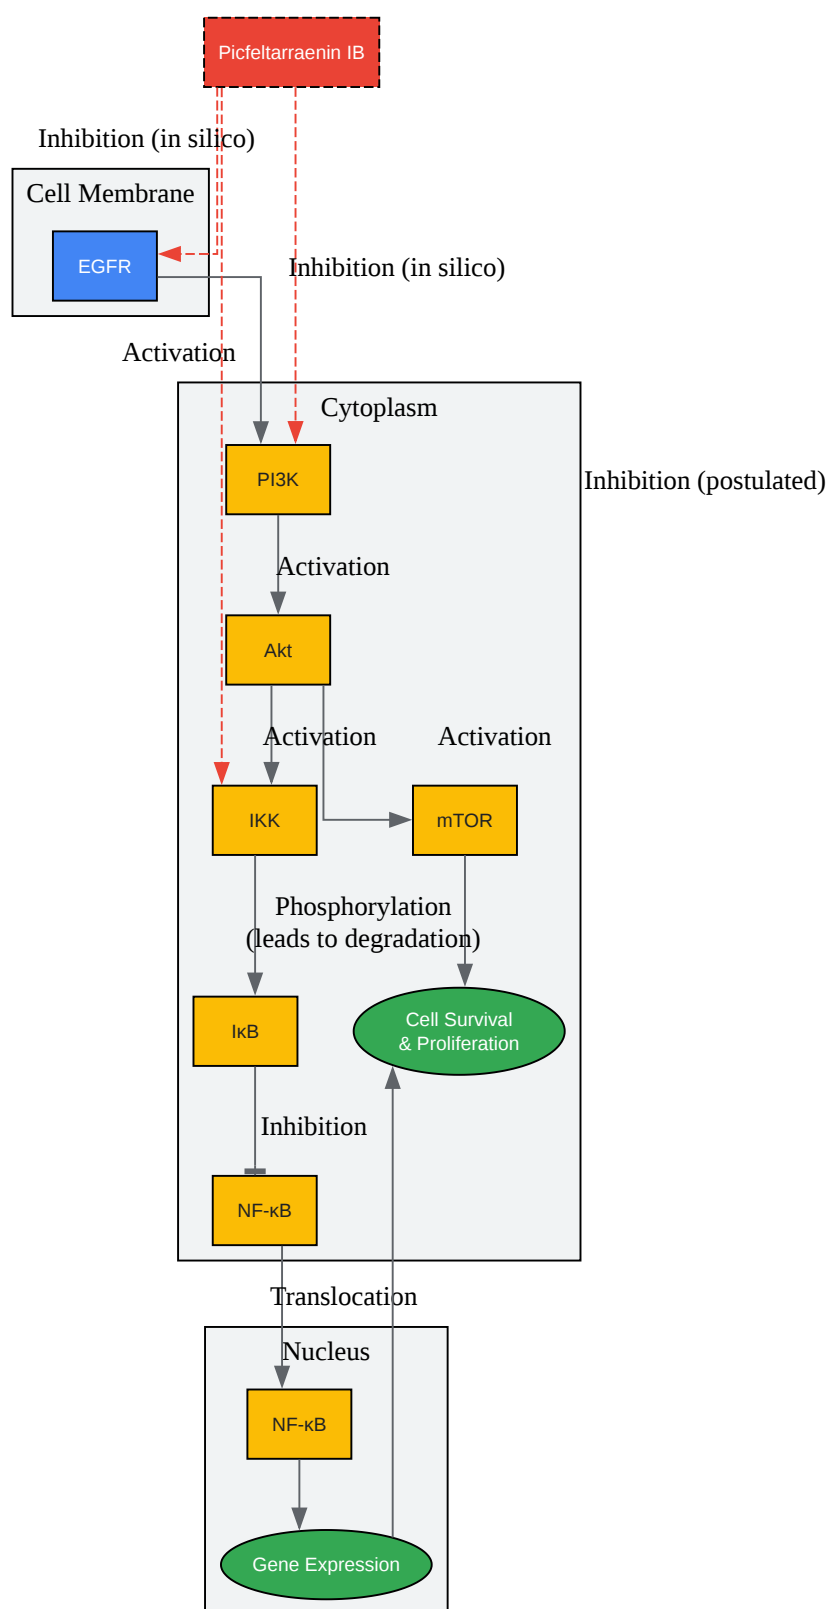 Picfeltarraenin IB
Inhibition (in silico)
Cell Membrane
EGFR
Inhibition (in silico)
Activation
Cytoplasm
PI3K
Inhibition (postulated)
Activation
Akt
Activation
Activation
IKK
mTOR
Phosphorylation
(leads to degradation)
IκB
Cell Survival
& Proliferation
Inhibition
NF-κB
Translocation
Nucleus
NF-κB
Gene Expression